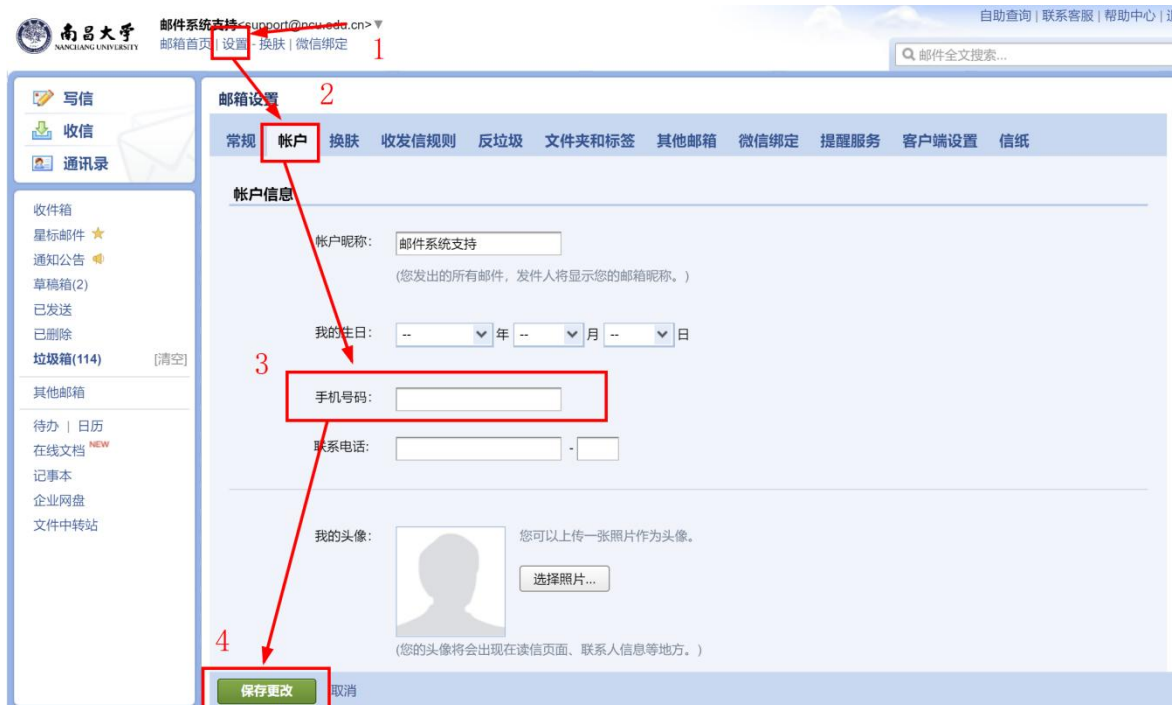 南昌大学
NANCHANG UNIVERSITY
邮件系统支持<support@ncu.edu.cn>▼
邮箱首页 | 设置 - 换肤 | 微信绑定
1
自助查询 | 联系客服 | 帮助中心 |
邮件全文搜索...
写信
收信
通讯录
收件箱
星标邮件
通知公告
草稿箱(2)
已发送
已删除
垃圾箱(114) [清空]
其他邮箱
待办 | 日历
在线文档 NEW
记事本
企业网盘
文件中转站
邮箱设置
2
常规 帐户 换肤 收发信规则 反垃圾 文件夹和标签 其他邮箱 微信绑定 提醒服务 客户端设置 信纸
帐户信息
帐户昵称: 邮件系统支持
(您发出的所有邮件，发件人将显示您的邮箱昵称。)
我的生日: -- 年 -- 月 -- 日
3
手机号码:
联系电话: -
我的头像:
您可以上传一张照片作为头像。
选择照片...
(您的头像将会出现在读信页面、联系人信息等地方。)
4
保存更改 取消